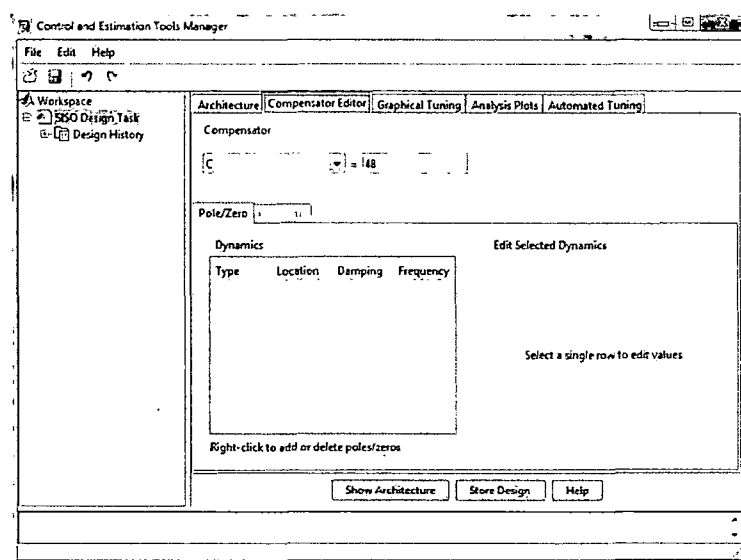 Control and Estimation Tools Manager
File Edit Help
Workspace
SISO Design Task
Design History
Architecture Compensator Editor Graphical Tuning Analysis Plots Automated Tuning
Compensator
C = 48
Pole/Zero
Dynamics
Edit Selected Dynamics
Type Location Damping Frequency
Select a single row to edit values
Right-click to add or delete poles/zeros
Show Architecture Store Design Help